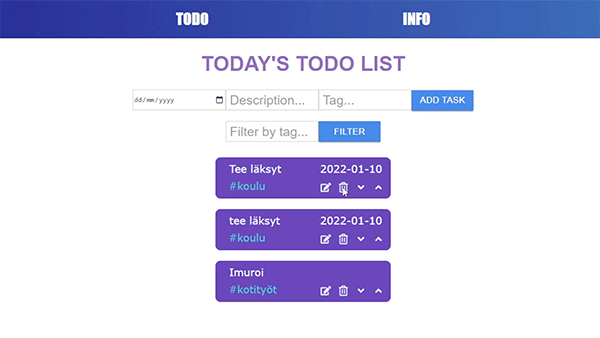 TODO INFO
TODAY'S TODO LIST
dd/mm/yyyy Description... Tag... ADD TASK
Filter by tag... FILTER
Tee läksyt 2022-01-10
#koulu
tee läksyt 2022-01-10
#koulu
Imuroi
#kotityöt